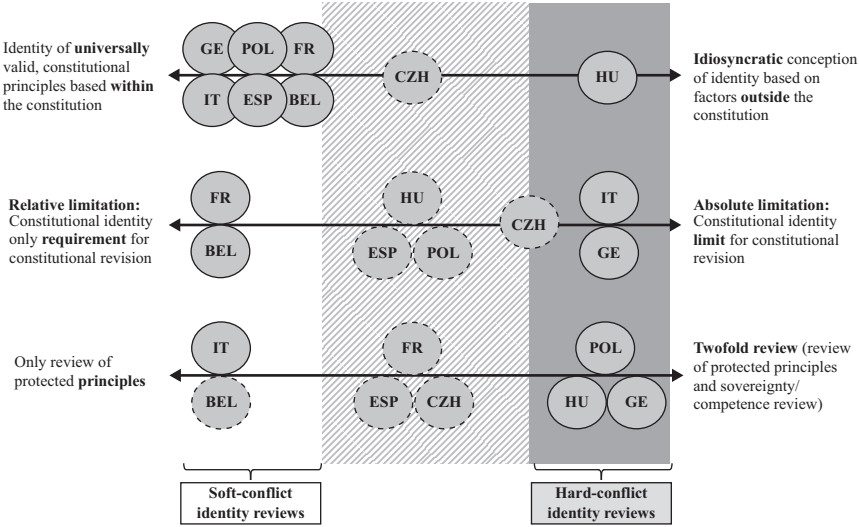 Identity of universally
valid, constitutional
principles based within
the constitution
GE POL FR
IT ESP BEL
CZH
HU
Idiosyncratic conception
of identity based on
factors outside the
constitution
Relative limitation:
Constitutional identity
only requirement for
constitutional revision
FR
BEL
HU
ESP POL
CZH
IT
GE
Absolute limitation:
Constitutional identity
limit for constitutional
revision
Only review of
protected principles
IT
BEL
FR
ESP CZH
POL
HU GE
Twofold review (review
of protected principles
and sovereignty/
competence review)
Soft-conflict
identity reviews
Hard-conflict
identity reviews